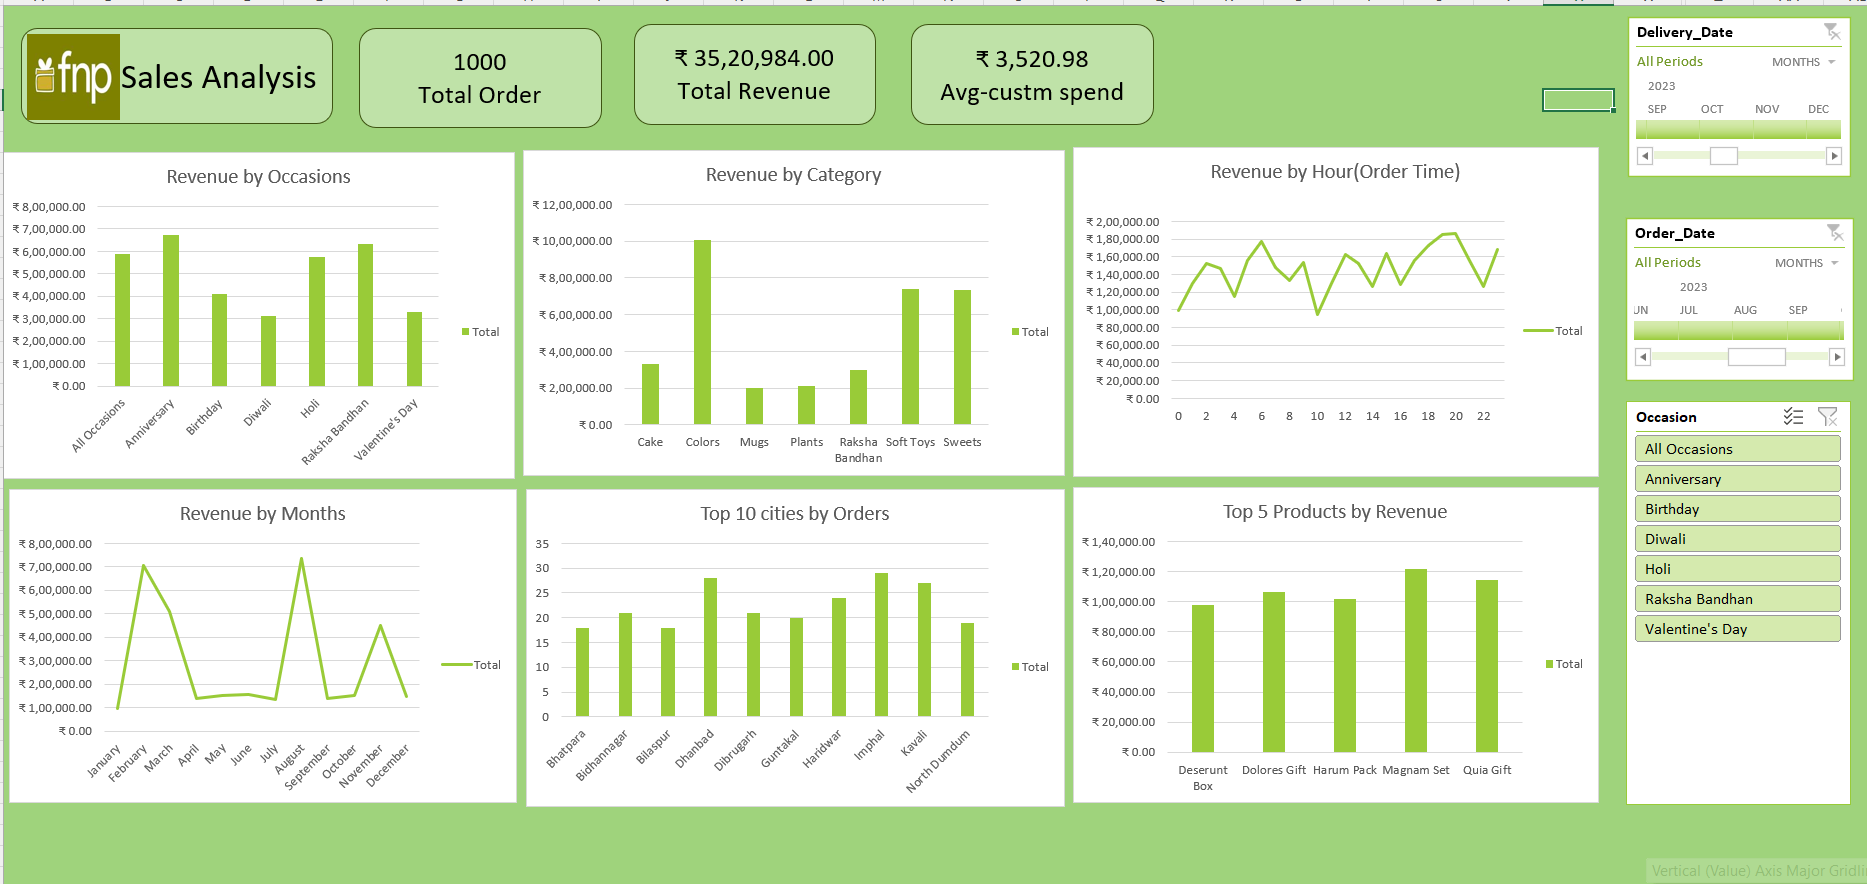 fnp
Sales Analysis
1000
Total Order
₹ 35,20,984.00
Total Revenue
₹ 3,520.98
Avg-custm spend
Delivery_Date
All Periods
MONTHS
2023
SEP OCT NOV DEC
Revenue by Occasions
₹ 8,00,000.00
₹ 7,00,000.00
₹ 6,00,000.00
₹ 5,00,000.00
₹ 4,00,000.00
₹ 3,00,000.00
₹ 2,00,000.00
₹ 1,00,000.00
₹ 0.00
All Occasions
Anniversary
Birthday
Diwali
Holi
Raksha Bandhan
Valentine's Day
Total
Revenue by Category
₹ 12,00,000.00
₹ 10,00,000.00
₹ 8,00,000.00
₹ 6,00,000.00
₹ 4,00,000.00
₹ 2,00,000.00
₹ 0.00
Cake Colors Mugs Plants Raksha Soft Toys Sweets
Bandhan
Total
Revenue by Hour(Order Time)
₹ 2,00,000.00
₹ 1,80,000.00
₹ 1,60,000.00
₹ 1,40,000.00
₹ 1,20,000.00
₹ 1,00,000.00
₹ 80,000.00
₹ 60,000.00
₹ 40,000.00
₹ 20,000.00
₹ 0.00
0 2 4 6 8 10 12 14 16 18 20 22
Total
Order_Date
All Periods
MONTHS
2023
UN JUL AUG SEP
Occasion
All Occasions
Anniversary
Birthday
Diwali
Holi
Raksha Bandhan
Valentine's Day
Revenue by Months
₹ 8,00,000.00
₹ 7,00,000.00
₹ 6,00,000.00
₹ 5,00,000.00
₹ 4,00,000.00
₹ 3,00,000.00
₹ 2,00,000.00
₹ 1,00,000.00
₹ 0.00
January
February
March
April
May
June
July
August
September
October
November
December
Total
Top 10 cities by Orders
35
30
25
20
15
10
5
0
Bhatpara
Bidhannagar
Bilaspur
Dhanbad
Dibrugarh
Guntakal
Haridwar
Imphal
Kavali
North Dumdum
Total
Top 5 Products by Revenue
₹ 1,40,000.00
₹ 1,20,000.00
₹ 1,00,000.00
₹ 80,000.00
₹ 60,000.00
₹ 40,000.00
₹ 20,000.00
₹ 0.00
Deserunt Dolores Gift Harum Pack Magnam Set Quia Gift
Box
Total
Vertical (Value) Axis Major Gridli